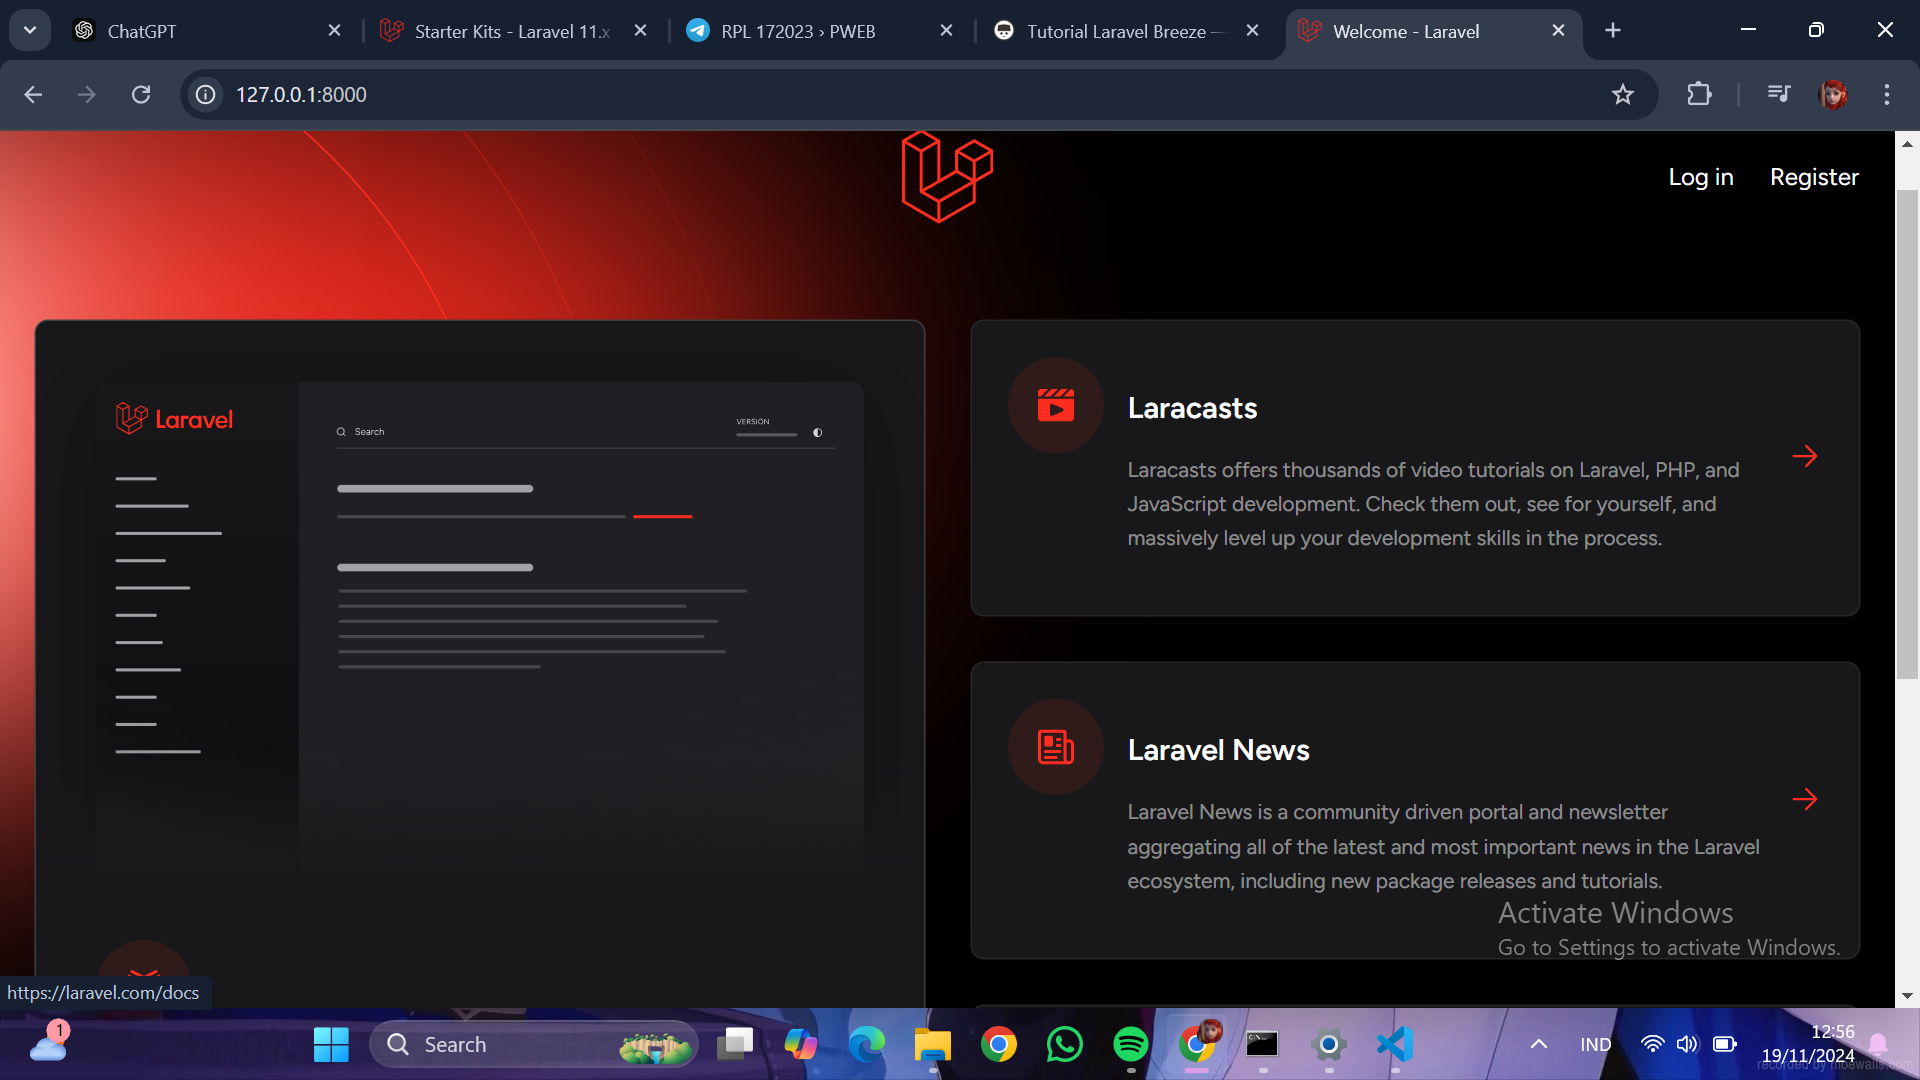 ChatGPT
Starter Kits - Laravel 11.x
RPL 172023 › PWEB
Tutorial Laravel Breeze —
Welcome - Laravel
127.0.0.1:8000
Log in
Register
Laravel
Search
VERSION
Laracasts
Laracasts offers thousands of video tutorials on Laravel, PHP, and
JavaScript development. Check them out, see for yourself, and
massively level up your development skills in the process.
Laravel News
Laravel News is a community driven portal and newsletter
aggregating all of the latest and most important news in the Laravel
ecosystem, including new package releases and tutorials.
Activate Windows
Go to Settings to activate Windows.
https://laravel.com/docs
1
Search
IND
12:56
19/11/2024
recorded by moewalls.com